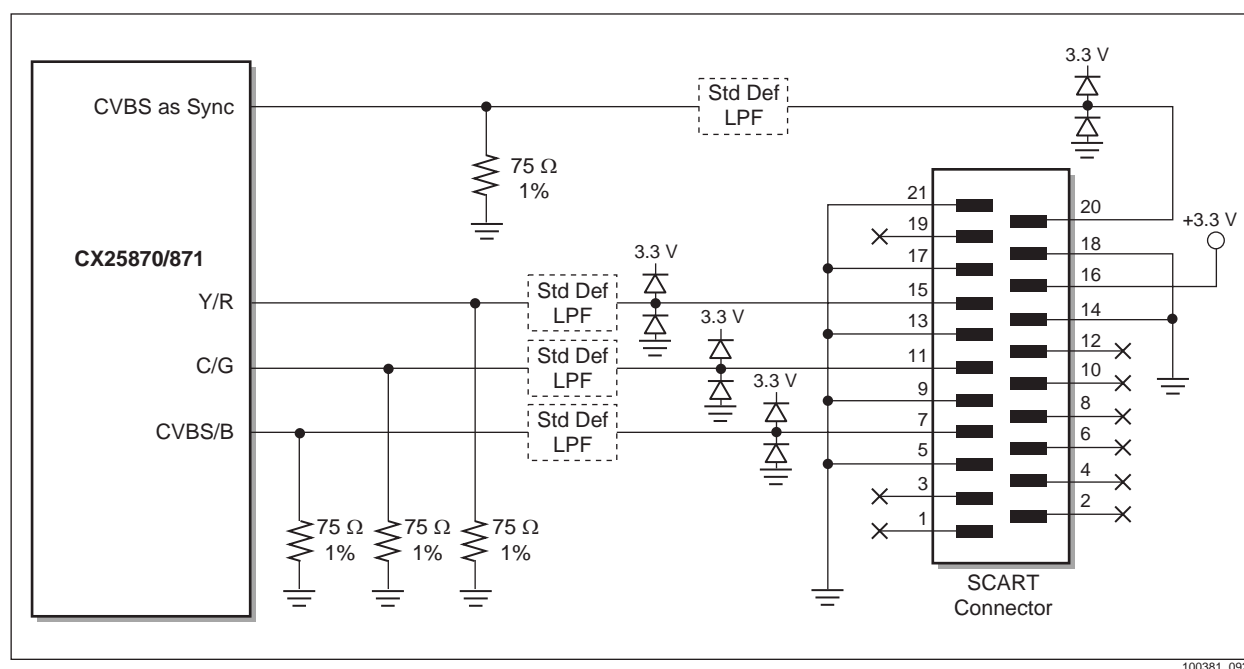 3.3 V
CVBS as Sync
Std Def
LPF
75 Ω
1%
21
20
19
+3.3 V
18
CX25870/871
17
16
3.3 V
Y/R
Std Def
LPF
15
14
3.3 V
13
12
C/G
Std Def
LPF
11
10
3.3 V
9
8
CVBS/B
Std Def
LPF
7
6
5
4
3
2
1
75 Ω
1%
75 Ω
1%
75 Ω
1%
SCART
Connector